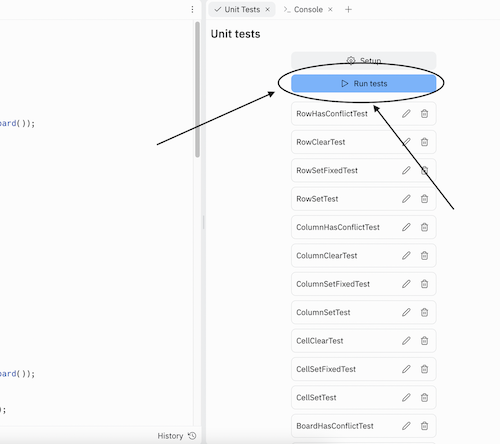 Unit Tests
Console
Unit tests
Setup
Run tests
ard());
RowHasConflictTest
RowClearTest
RowSetFixedTest
RowSetTest
ColumnHasConflictTest
ColumnClearTest
ColumnSetFixedTest
ColumnSetTest
CellClearTest
ard());
CellSetFixedTest
CellSetTest
);
BoardHasConflictTest
History